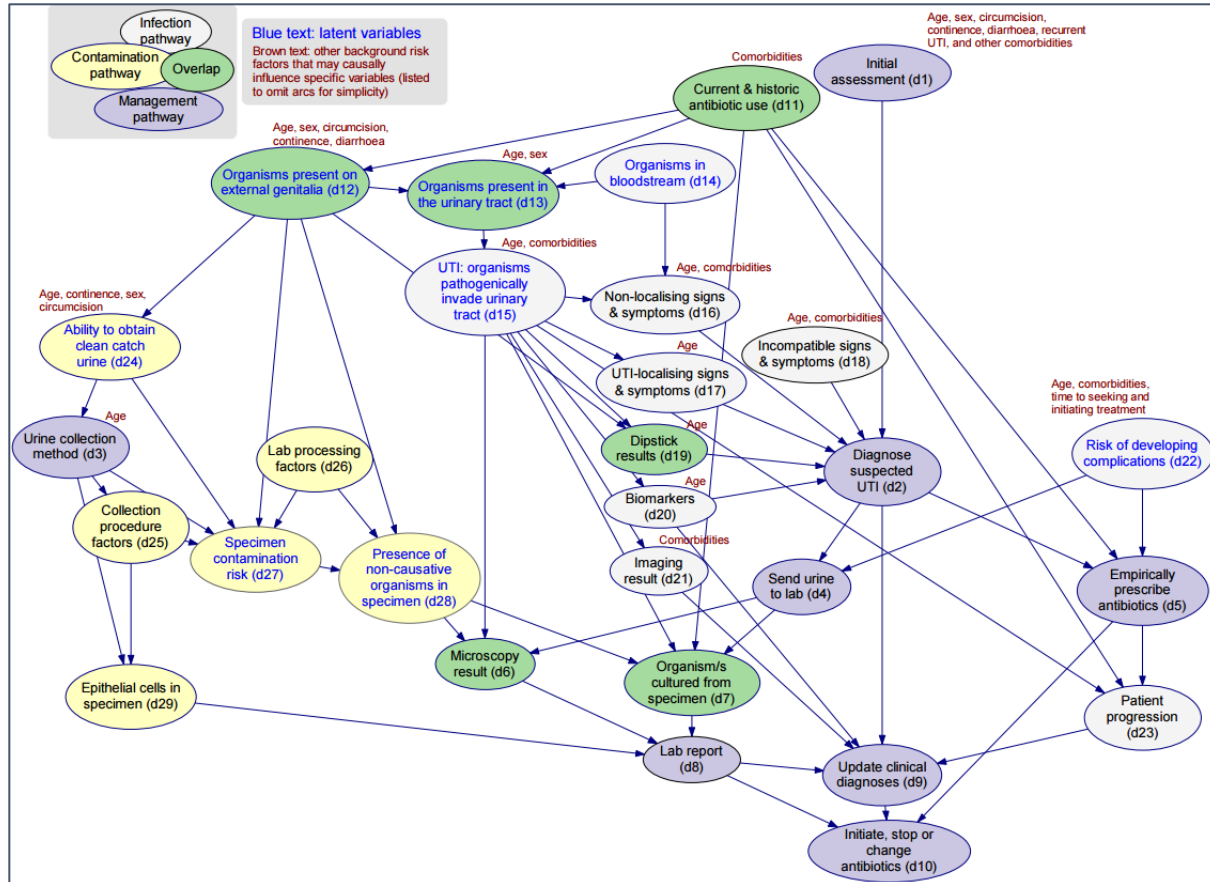 Infection
pathway
Contamination
pathway
Overlap
Management
pathway
Blue text: latent variables
Brown text: other background risk
factors that may causally
influence specific variables (listed
to omit arcs for simplicity)
Age, sex, circumcision,
continence, diarrhoea, recurrent
UTI, and other comorbidities
Initial
assessment (d1)
Comorbidities
Current & historic
antibiotic use (d11)
Age, sex, circumcision,
continence, diarrhoea
Organisms present on
external genitalia (d12)
Age, sex
Organisms present in
the urinary tract (d13)
Organisms in
bloodstream (d14)
Age, comorbidities
UTI: organisms
pathogenically
invade urinary
tract (d15)
Age, comorbidities
Non-localising signs
& symptoms (d16)
Age, continence, sex,
circumcision
Ability to obtain
clean catch
urine (d24)
Age, comorbidities
Incompatible signs
& symptoms (d18)
Age
UTI-localising signs
& symptoms (d17)
Age, comorbidities,
time to seeking and
initiating treatment
Risk of developing
complications (d22)
Age
Urine collection
method (d3)
Lab processing
factors (d26)
Age
Dipstick
results (d19)
Diagnose
suspected
UTI (d2)
Age
Biomarkers
(d20)
Collection
procedure
factors (d25)
Specimen
contamination
risk (d27)
Presence of
non-causative
organisms in
specimen (d28)
Comorbidities
Imaging
result (d21)
Send urine
to lab (d4)
Empirically
prescribe
antibiotics (d5)
Microscopy
result (d6)
Organism/s
cultured from
specimen (d7)
Epithelial cells in
specimen (d29)
Patient
progression
(d23)
Lab report
(d8)
Update clinical
diagnoses (d9)
Initiate, stop or
change
antibiotics (d10)